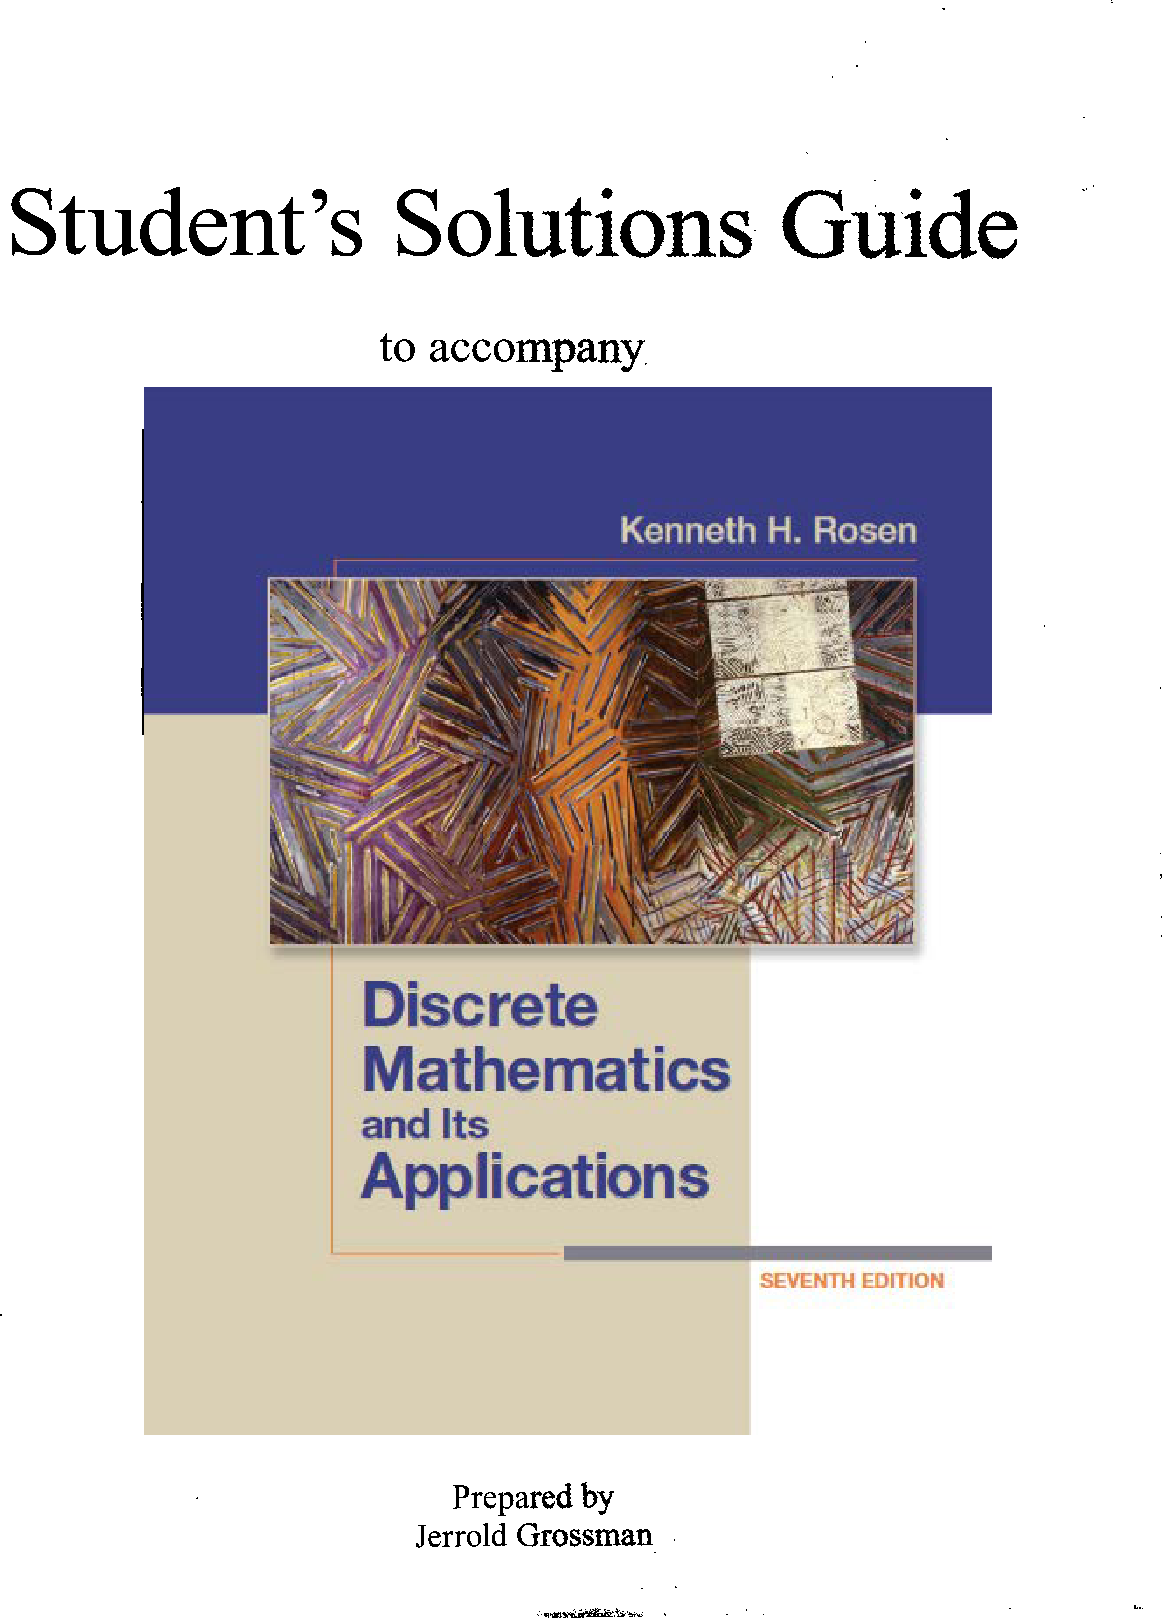 Student's Solutions Guide
to accompany
Kenneth H. Rosen
Discrete
Mathematics
and Its
Applications
SEVENTH EDITION
Prepared by
Jerrold Grossman